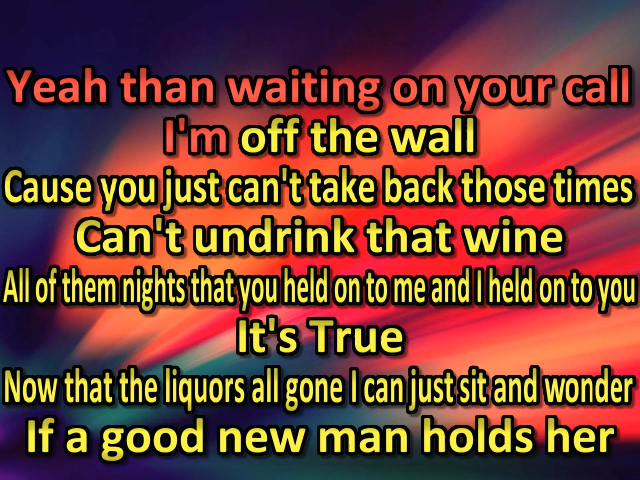 Yeah than waiting on your call
I'm off the wall
Cause you just can't take back those times
Can't undrink that wine
All of them nights that you held on to me and I held on to you
It's True
Now that the liquors all gone I can just sit and wonder
If a good new man holds her